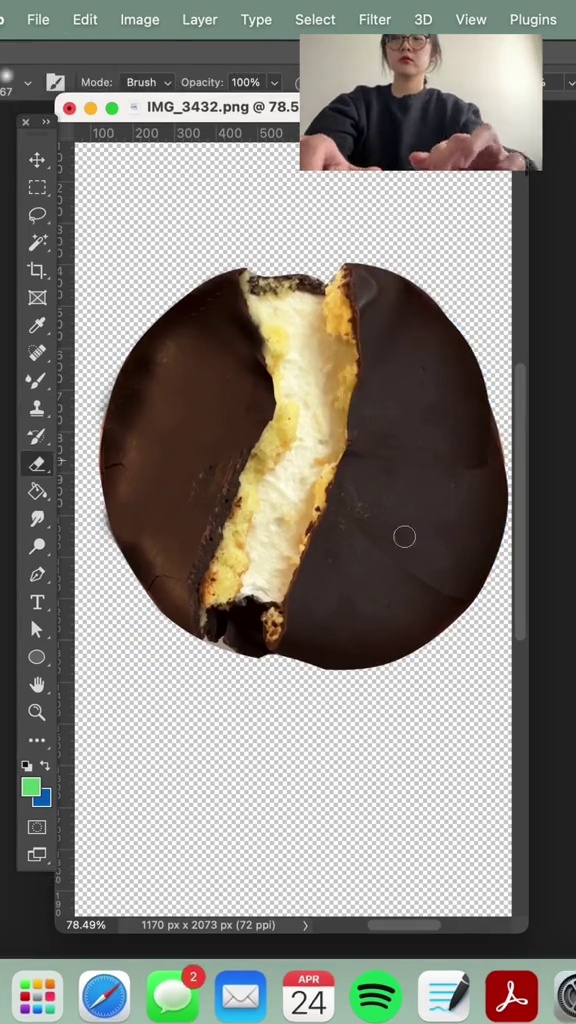 File Edit Image Layer Type Select Filter 3D View Plugins
67 Mode: Brush Opacity: 100% %
IMG_3432.png @ 78.5
100 200 300 400 500
78.49% 1170 px x 2073 px (72 ppi)
2
APR
24